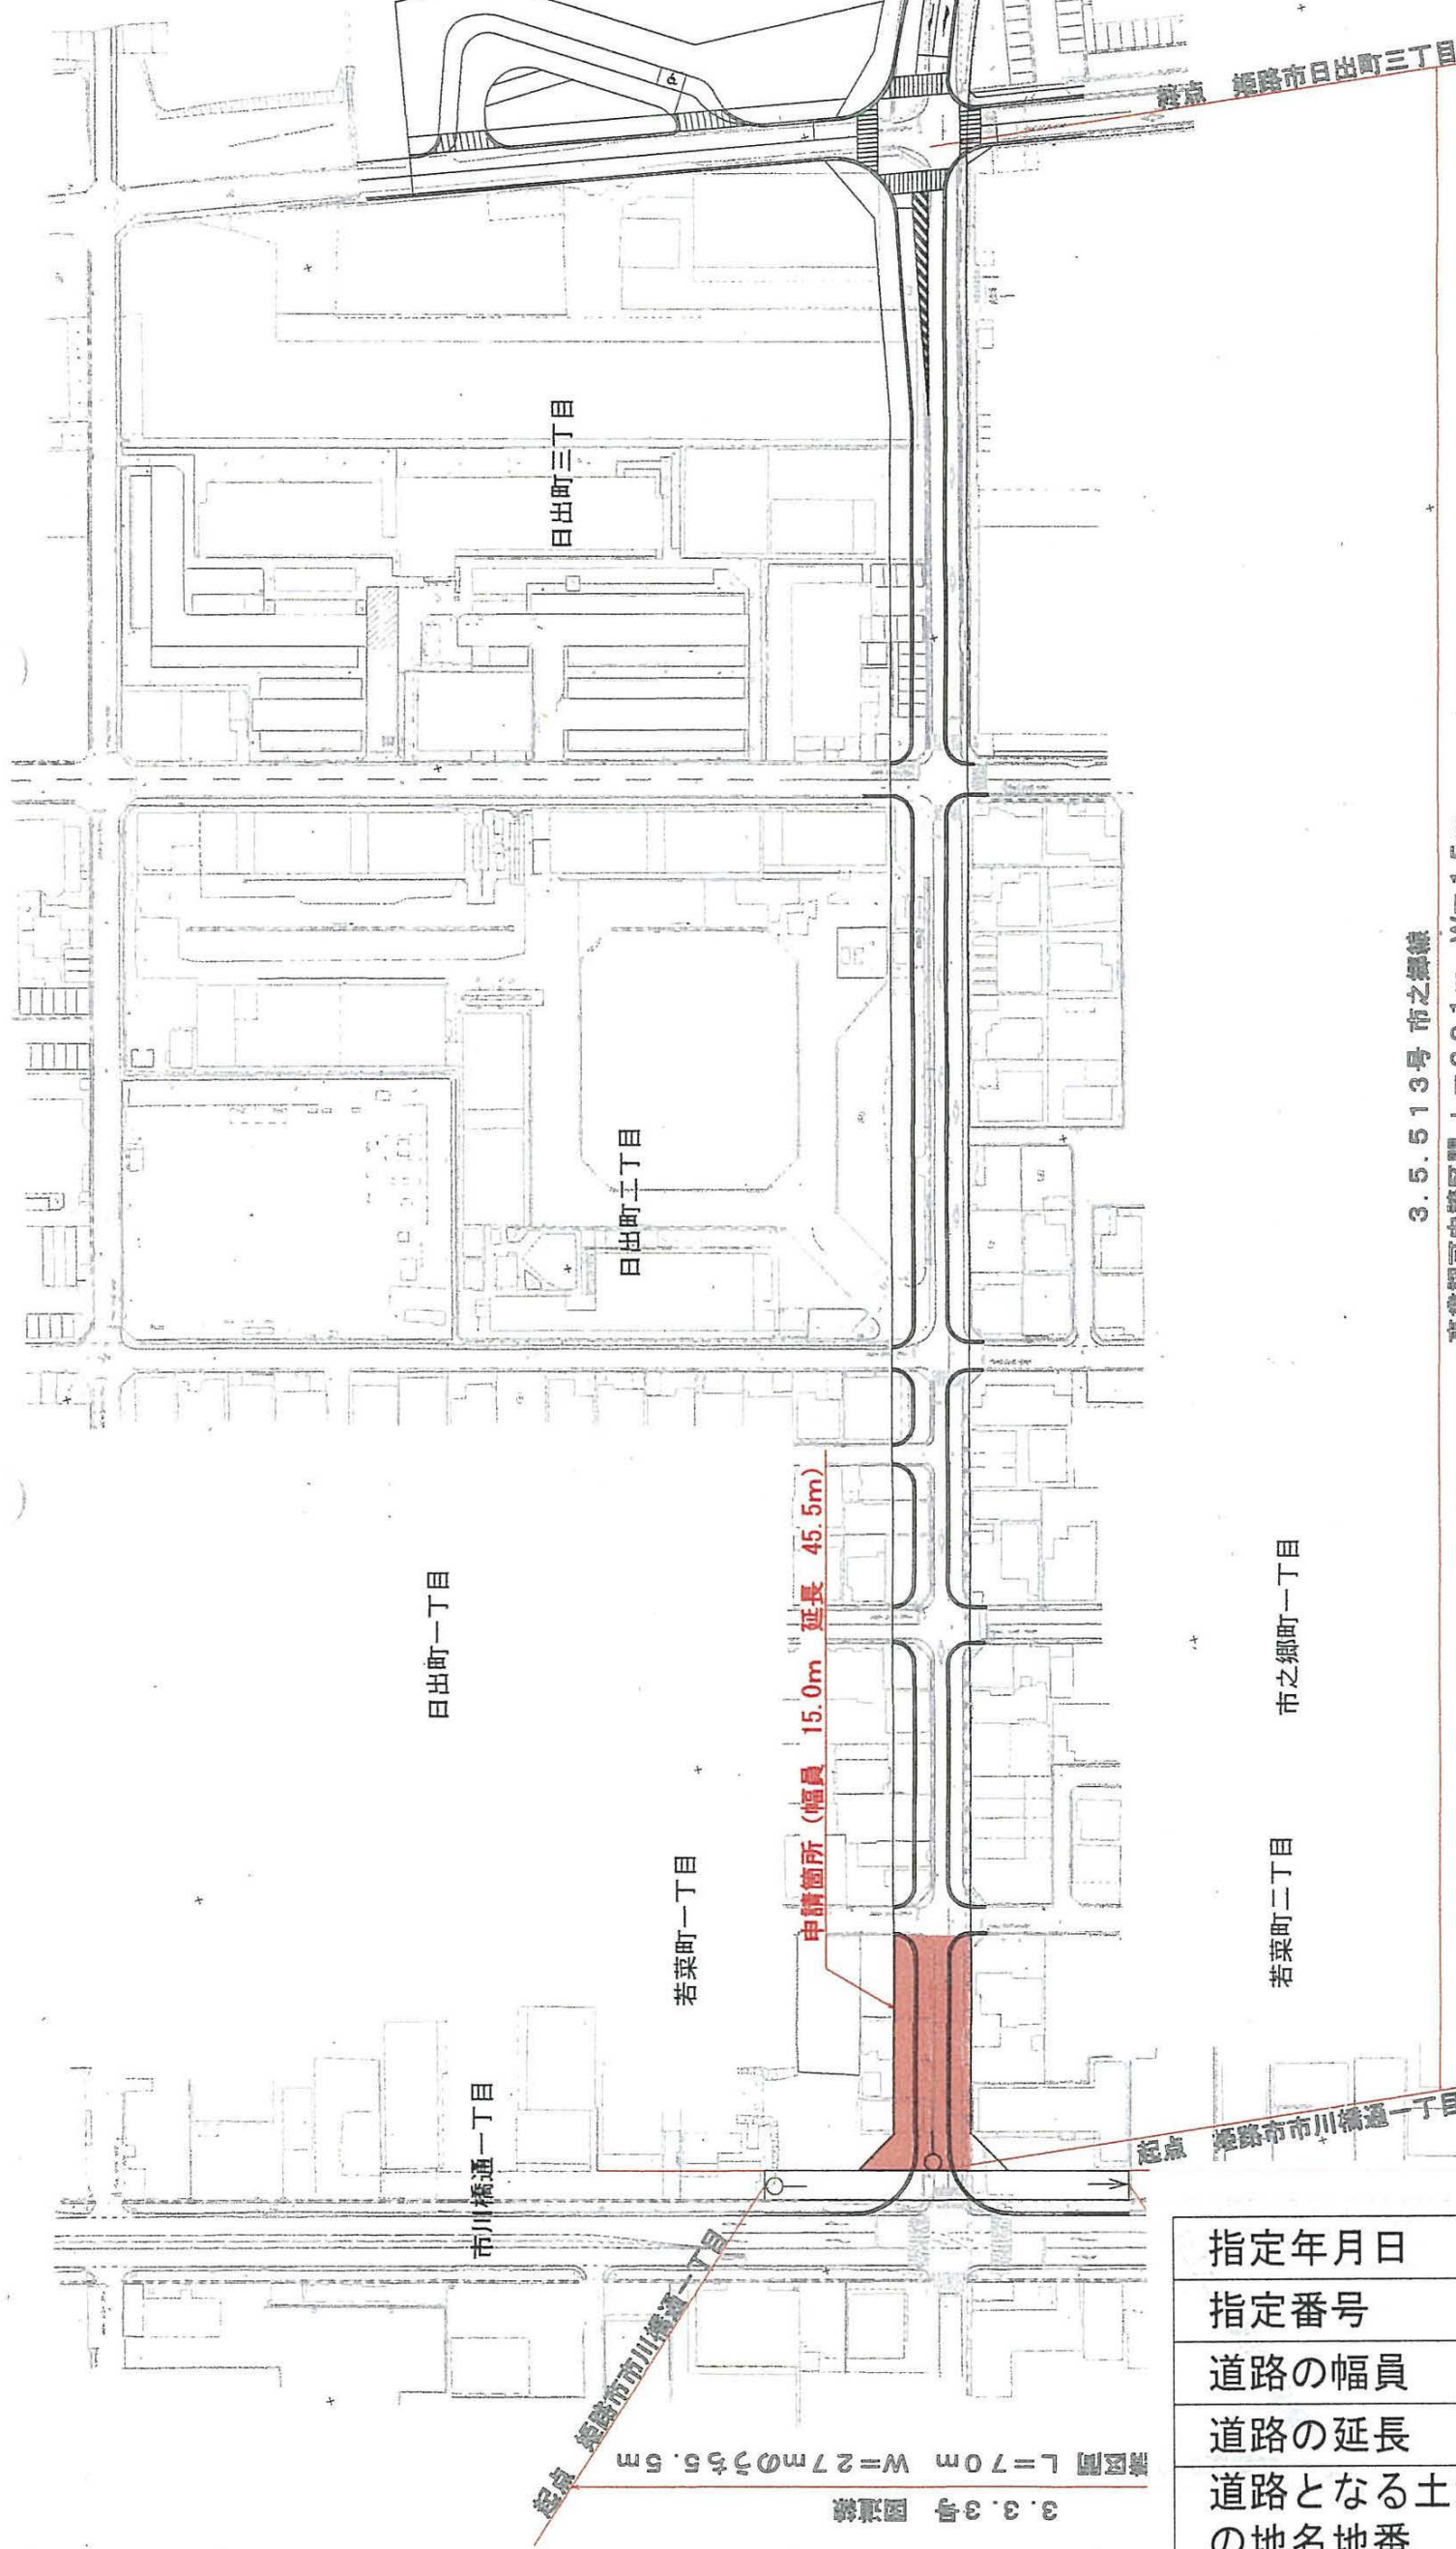 終点 姫路市日出町三丁目
日出町三丁目
3.5.513号 市之郷線
日出町二丁目
申請箇所（幅員 15.0m 延長 45.5m）
日出町一丁目
市之郷町一丁目
若菜町一丁目
若菜町二丁目
市川橋通一丁目
起点 姫路市市川橋通一丁目
起点 姫路市市川橋通一丁目
L=70m W=27mのうち5.5m
3.3.3号 国道線
指定年月日
指定番号
道路の幅員
道路の延長
道路となる土
の地名地番